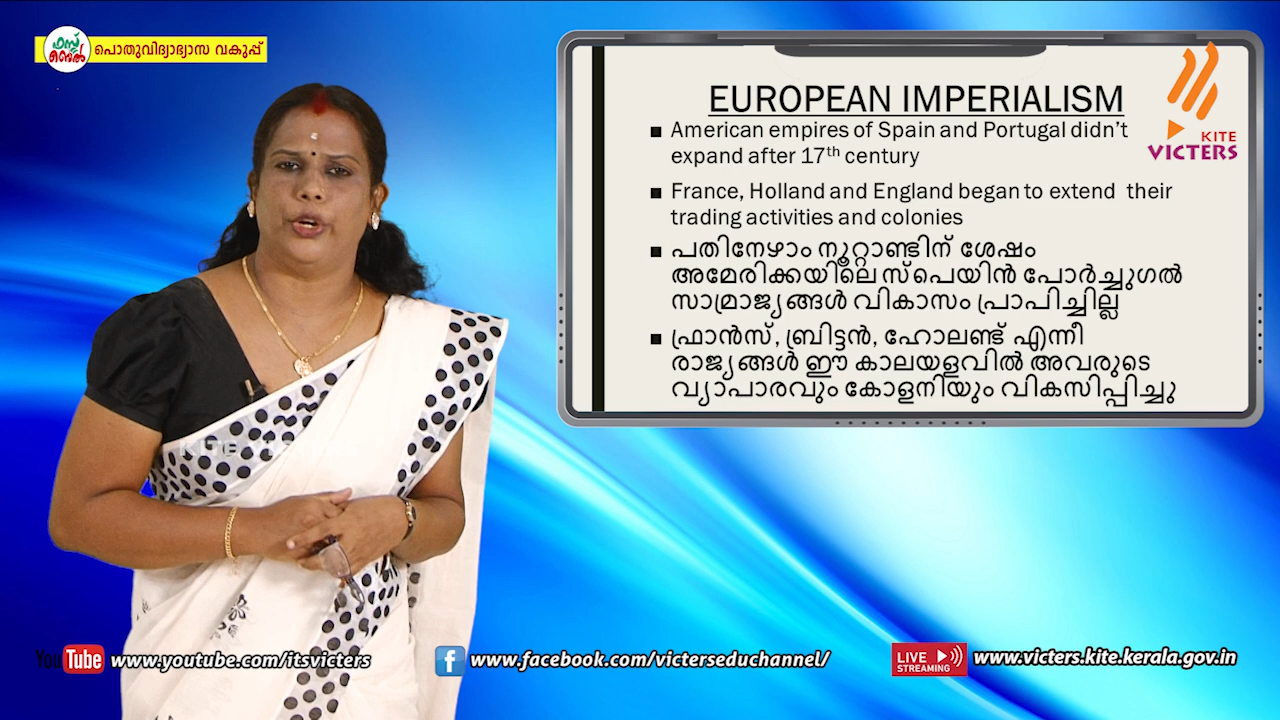 ഫസ്റ്റ്
ബെൽ
പൊതുവിദ്യാഭ്യാസ വകുപ്പ്
EUROPEAN IMPERIALISM
American empires of Spain and Portugal didn't
expand after 17th century
France, Holland and England began to extend their
trading activities and colonies
പതിനേഴാം നൂറ്റാണ്ടിന് ശേഷം
അമേരിക്കയിലെ സ്പെയിൻ പോർച്ചുഗൽ
സാമ്രാജ്യങ്ങൾ വികാസം പ്രാപിച്ചില്ല
ഫ്രാൻസ്, ബ്രിട്ടൻ, ഹോലണ്ട് എന്നീ
രാജ്യങ്ങൾ ഈ കാലയളവിൽ അവരുടെ
വ്യാപാരവും കോളനിയും വികസിപ്പിച്ചു
KITE
VICTERS
YouTube www.youtube.com/itsvicters
f www.facebook.com/victerseduchannel/
LIVE
STREAMING
www.victers.kite.kerala.gov.in